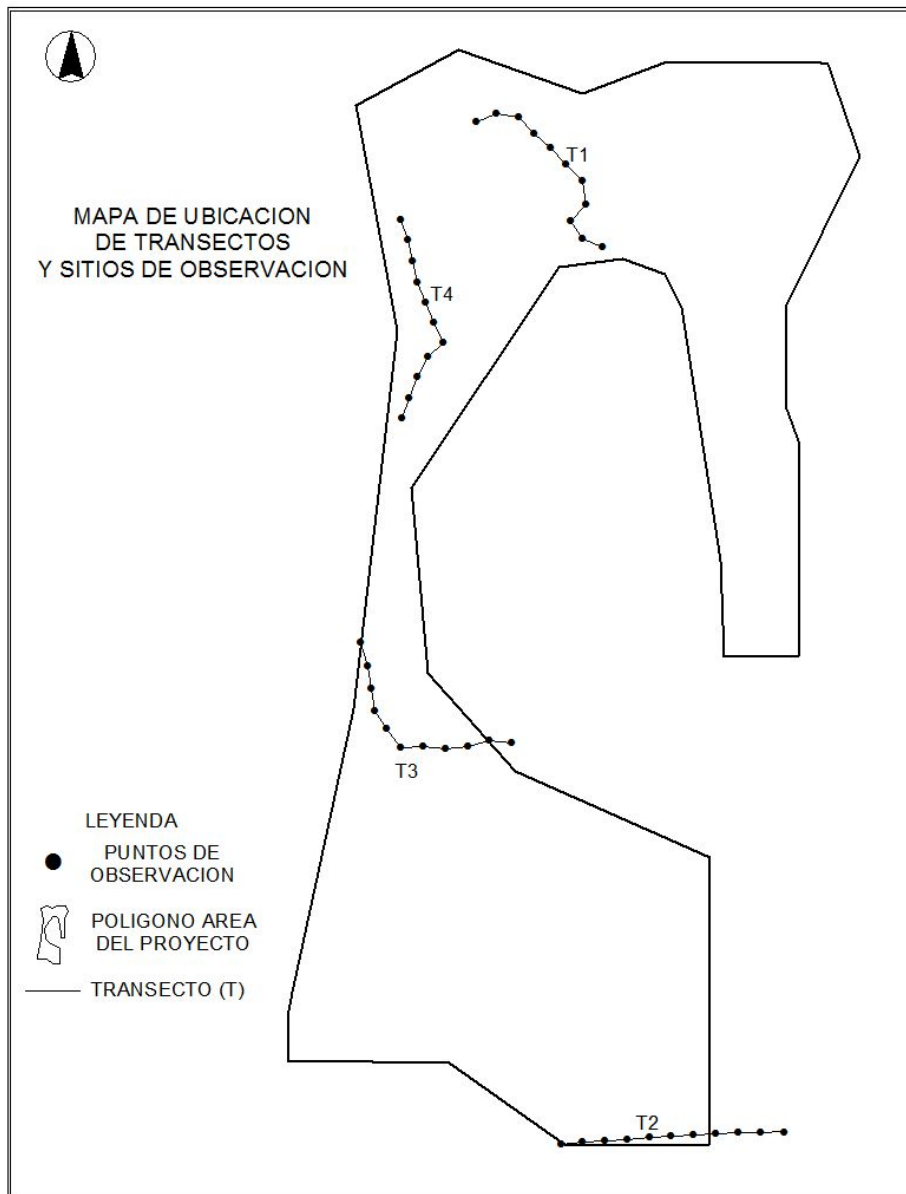 MAPA DE UBICACION
DE TRANSECTOS
Y SITIOS DE OBSERVACION
T1
T4
T3
T2
LEYENDA
PUNTOS DE
OBSERVACION
POLIGONO AREA
DEL PROYECTO
TRANSECTO (T)